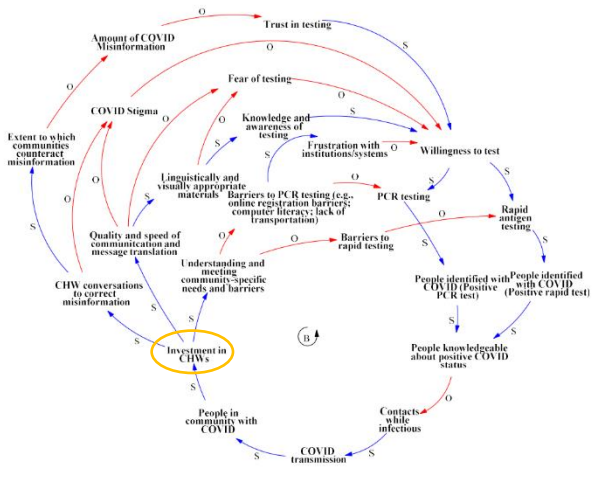 Trust in testing
S
O
Amount of COVID
Misinformation
O
O
Fear of testing
O
S
COVID Stigma
O
Knowledge and
awareness of
testing
S
Frustration with
institutions/systems
O
Willingness to test
Extent to which
communities
counteract
misinformation
O
O
S
S
Linguistically and
visually appropriate
materials
Barriers to PCR testing (e.g.,
online registration barriers;
computer literacy; lack of
transportation)
O
PCR testing
S
S
Rapid
antigen
testing
O
O
S
Quality and speed of
communitcation and
message translation
O
O
Barriers to
rapid testing
O
S
S
S
Understanding and
meeting
community-specific
needs and barriers
CHW conversations
to correct
misinformation
S
S
S
People identified with
COVID (Positive
PCR test)
People identified
with COVID
(Positive rapid test)
S
S
B
Investment in
CHWs
People knowledgeable
about positive COVID
status
S
O
People in
community with
COVID
Contacts
while
infectious
S
COVID
transmission
S